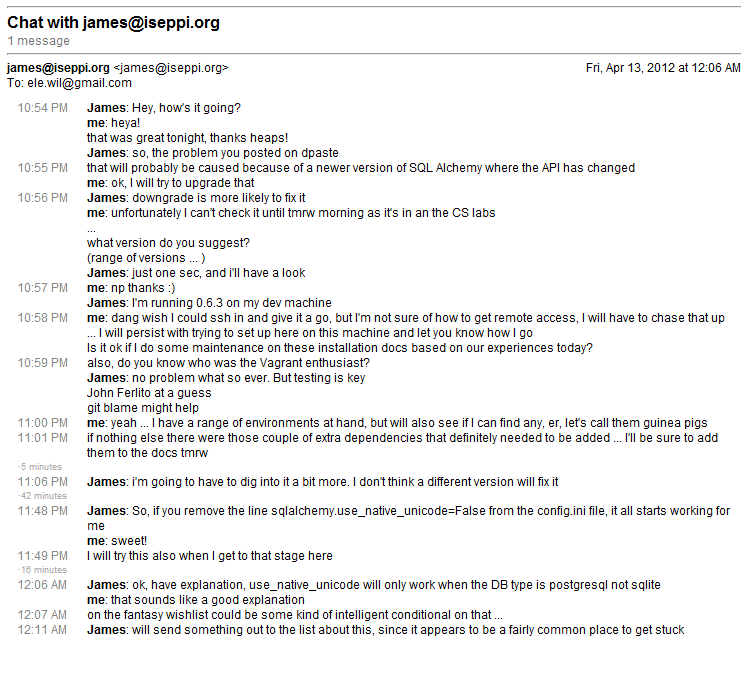 Chat with james@iseppi.org
1 message
james@iseppi.org <james@iseppi.org> Fri, Apr 13, 2012 at 12:06 AM
To: ele.wil@gmail.com
10:54 PM James: Hey, how's it going?
me: heya!
that was great tonight, thanks heaps!
James: so, the problem you posted on dpaste
10:55 PM that will probably be caused because of a newer version of SQL Alchemy where the API has changed
me: ok, I will try to upgrade that
10:56 PM James: downgrade is more likely to fix it
me: unfortunately I can't check it until tmrw morning as it's in an the CS labs
...
what version do you suggest?
(range of versions ... )
James: just one sec, and i'll have a look
10:57 PM me: np thanks :)
James: I'm running 0.6.3 on my dev machine
10:58 PM me: dang wish I could ssh in and give it a go, but I'm not sure of how to get remote access, I will have to chase that up
... I will persist with trying to set up here on this machine and let you know how I go
Is it ok if I do some maintenance on these installation docs based on our experiences today?
10:59 PM also, do you know who was the Vagrant enthusiast?
James: no problem what so ever. But testing is key
John Ferlito at a guess
git blame might help
11:00 PM me: yeah ... I have a range of environments at hand, but will also see if I can find any, er, let's call them guinea pigs
11:01 PM if nothing else there were those couple of extra dependencies that definitely needed to be added ... I'll be sure to add
them to the docs tmrw
-5 minutes
11:06 PM James: i'm going to have to dig into it a bit more. I don't think a different version will fix it
-42 minutes
11:48 PM James: So, if you remove the line sqlalchemy.use_native_unicode=False from the config.ini file, it all starts working for
me
me: sweet!
11:49 PM I will try this also when I get to that stage here
-16 minutes
12:06 AM James: ok, have explanation, use_native_unicode will only work when the DB type is postgresql not sqlite
me: that sounds like a good explanation
12:07 AM on the fantasy wishlist could be some kind of intelligent conditional on that ...
12:11 AM James: will send something out to the list about this, since it appears to be a fairly common place to get stuck